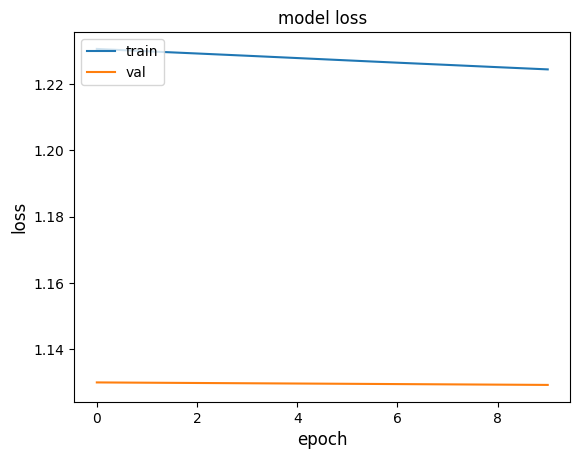 model loss
train
val
1.22
1.20
1.18
1.16
1.14
loss
0 2 4 6 8
epoch